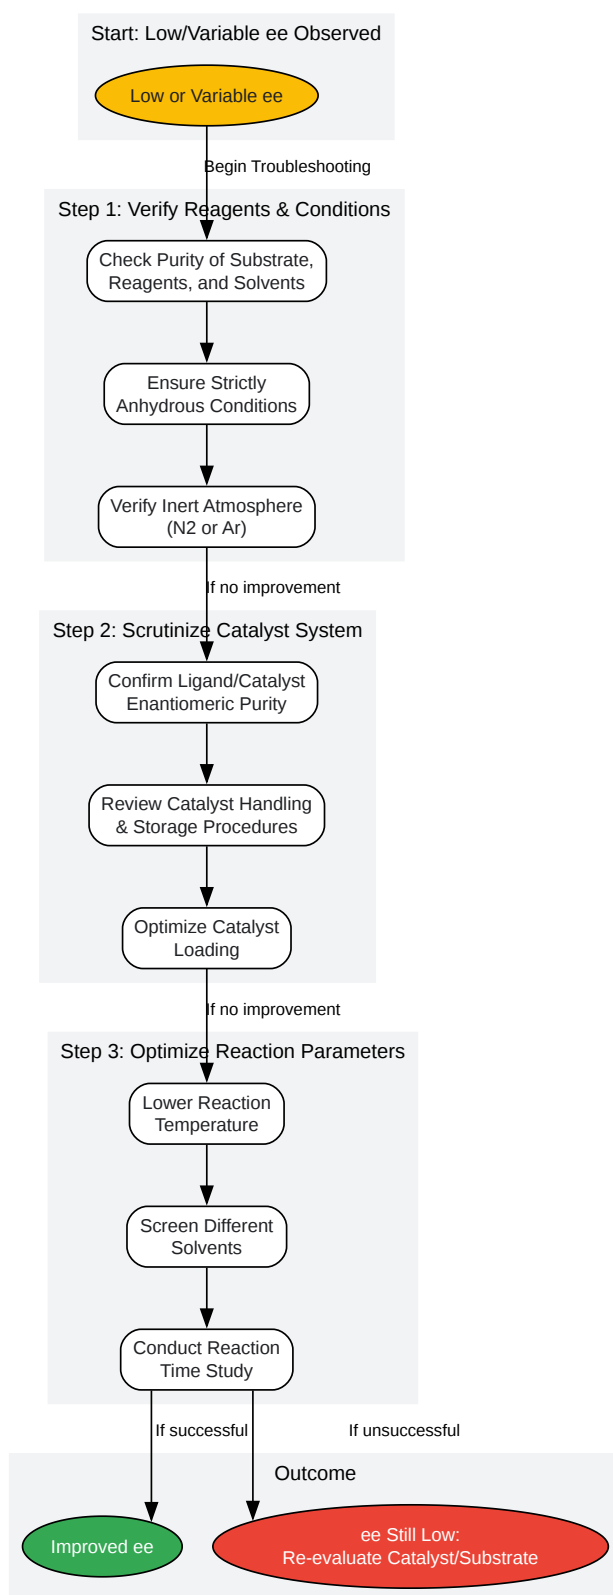 Start: Low/Variable ee Observed
Low or Variable ee
Begin Troubleshooting
Step 1: Verify Reagents & Conditions
Check Purity of Substrate,
Reagents, and Solvents
Ensure Strictly
Anhydrous Conditions
Verify Inert Atmosphere
(N2 or Ar)
If no improvement
Step 2: Scrutinize Catalyst System
Confirm Ligand/Catalyst
Enantiomeric Purity
Review Catalyst Handling
& Storage Procedures
Optimize Catalyst
Loading
If no improvement
Step 3: Optimize Reaction Parameters
Lower Reaction
Temperature
Screen Different
Solvents
Conduct Reaction
Time Study
If successful
If unsuccessful
Outcome
Improved ee
ee Still Low:
Re-evaluate Catalyst/Substrate